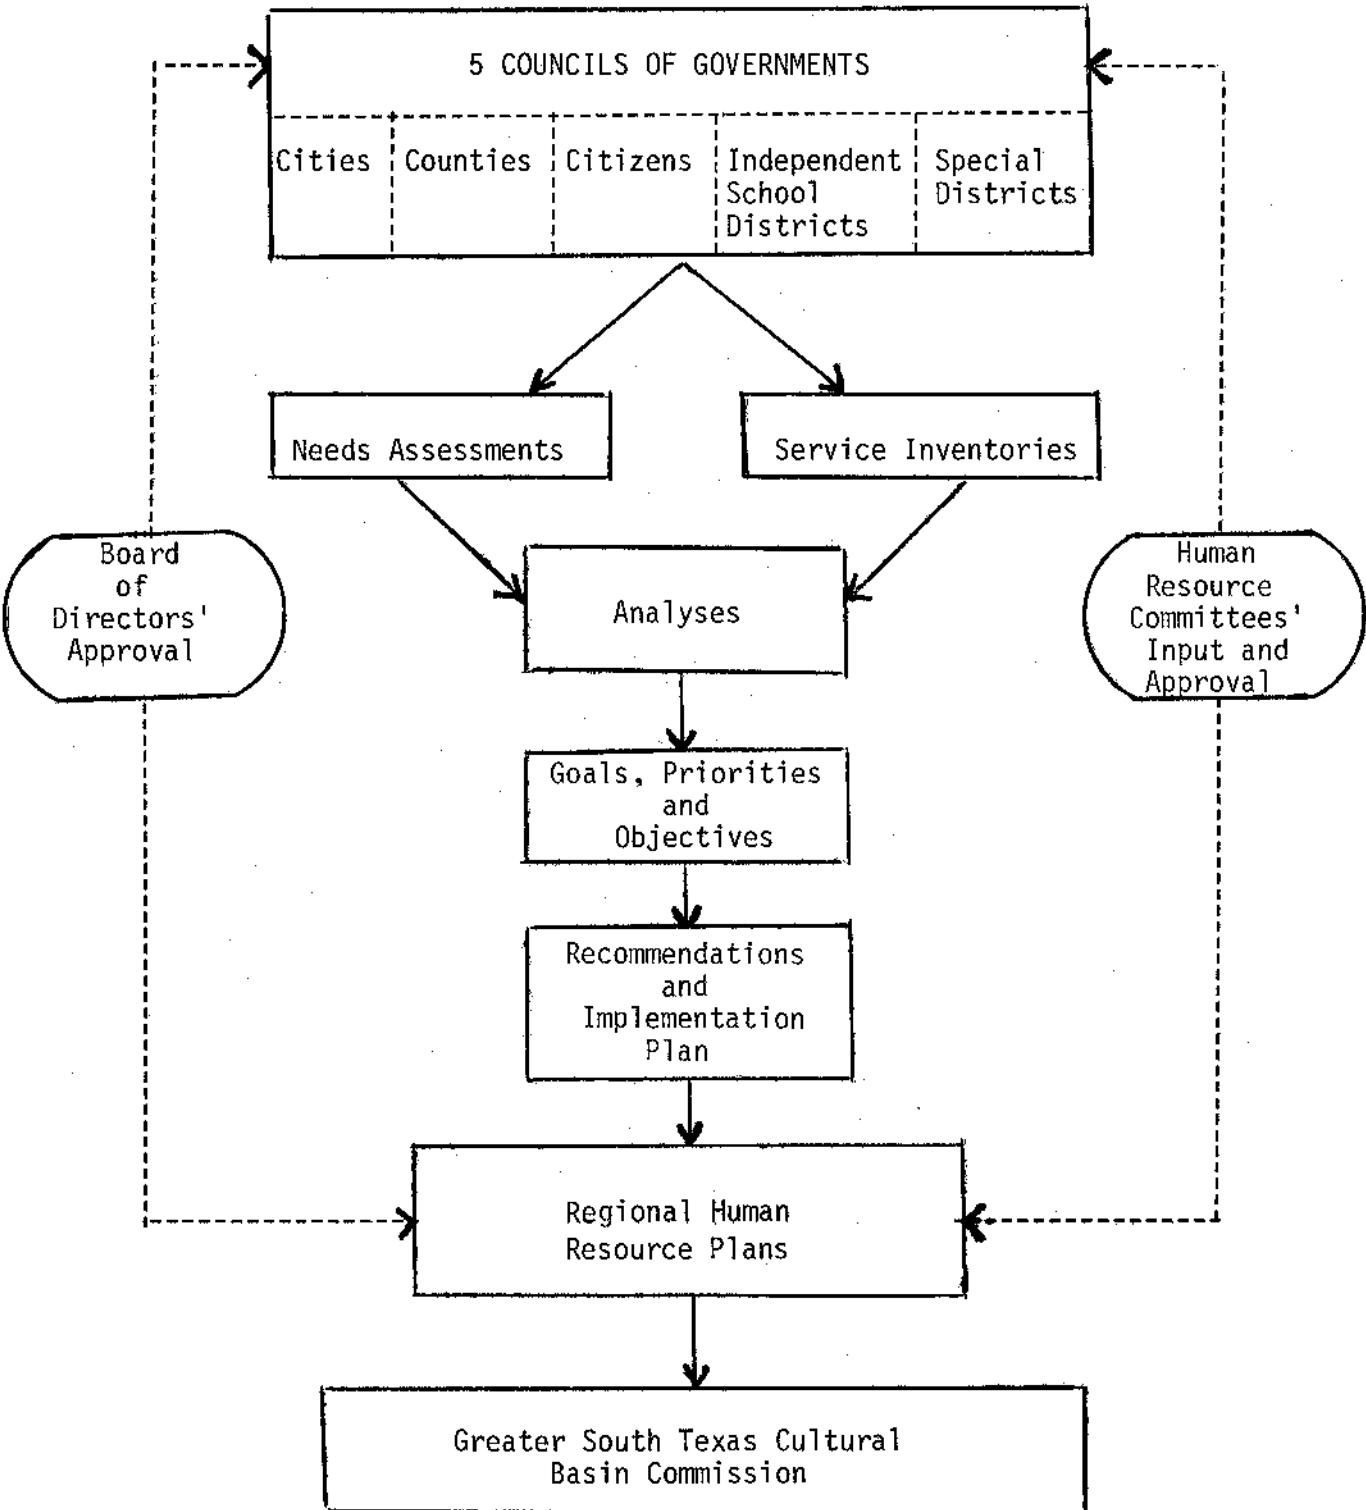 5 COUNCILS OF GOVERNMENTS
Cities
Counties
Citizens
Independent
School
Districts
Special
Districts
Needs Assessments
Service Inventories
Board
of
Directors'
Approval
Human
Resource
Committees'
Input and
Approval
Analyses
Goals, Priorities
and
Objectives
Recommendations
and
Implementation
Plan
Regional Human
Resource Plans
Greater South Texas Cultural
Basin Commission